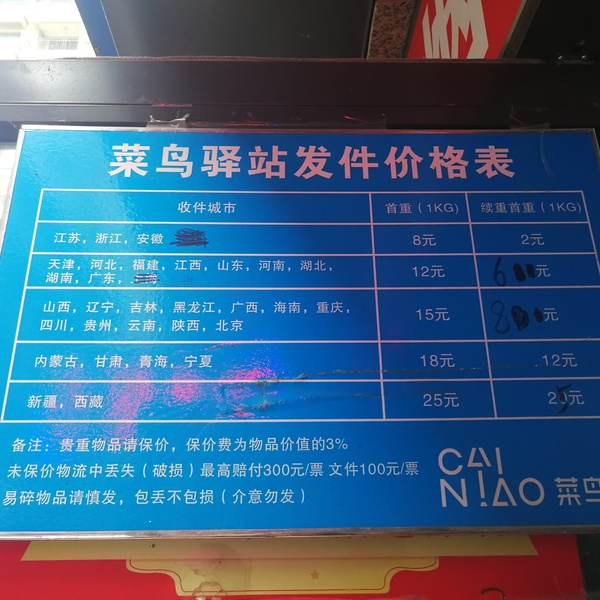 菜鸟驿站发件价格表
收件城市 首重（1KG） 续重首重（1KG)
江苏，浙江，安徽 8元 2元
天津，河北，福建，江西，山东，河南，湖北，
湖南，广东， 12元 6元
山西，辽宁，吉林，黑龙江，广西，海南，重庆，
四川，贵州，云南，陕西，北京 15元 8元
内蒙古，甘肃，青海，宁夏 18元 12元
新疆，西藏 25元 25元
备注：贵重物品请保价，保价费为物品价值的3%
未保价物流中丢失（破损）最高赔付300元/票 文件100元/票
易碎物品请慎发，包丢不包损（介意勿发）
CAI
NIAO 菜鸟